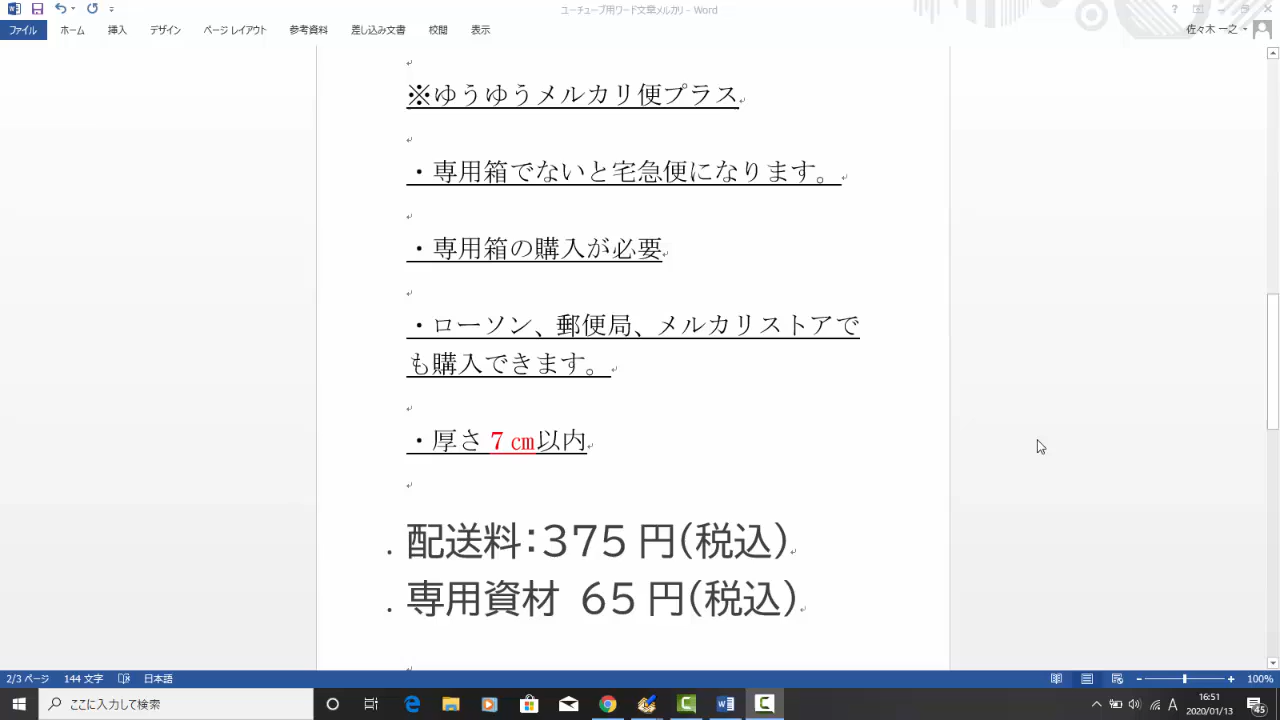 ユーチューブ用ワード文章メルカリ - Word
佐々木 一之
ファイル ホーム 挿入 デザイン ページ レイアウト 参考資料 差し込み文書 校閲 表示
※ゆうゆうメルカリ便プラス
・専用箱でないと宅急便になります。
・専用箱の購入が必要
・ローソン、郵便局、メルカリストアで
も購入できます。
・厚さ7㎝以内
. 配送料:375 円(税込)
. 専用資材 65 円(税込)
2/3 ページ 144 文字 日本語 100%
ここに入力して検索
A 16:51
2020/01/13
45